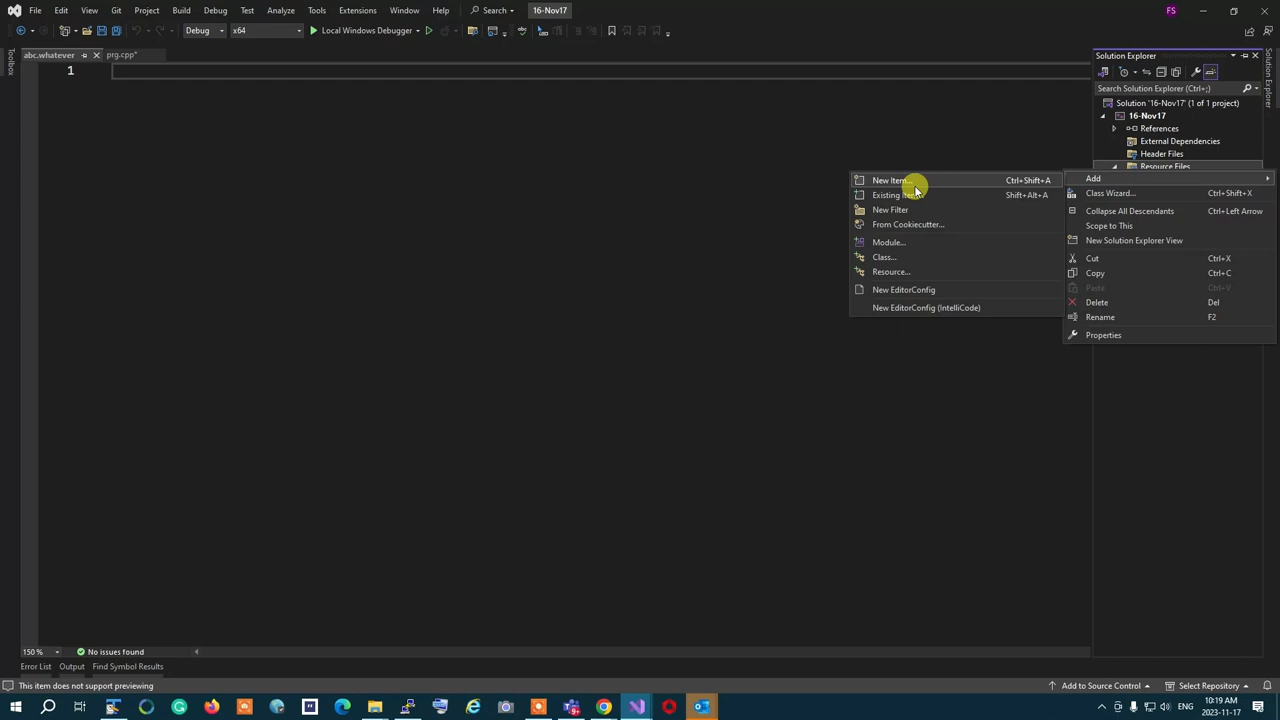 File Edit View Git Project Build Debug Test Analyze Tools Extensions Window Help Search 16-Nov17 FS
Debug x64 Local Windows Debugger
abc.whatever prg.cpp*
Toolbox
1
Solution Explorer
Search Solution Explorer (Ctrl+;)
Solution '16-Nov17' (1 of 1 project)
16-Nov17
References
External Dependencies
Header Files
Resource Files
Solution Explorer
New Item... Ctrl+Shift+A
Existing Shift+Alt+A
New Filter
From Cookiecutter...
Module...
Class...
Resource...
New EditorConfig
New EditorConfig (IntelliCode)
Add
Class Wizard... Ctrl+Shift+X
Collapse All Descendants Ctrl+Left Arrow
Scope to This
New Solution Explorer View
Cut Ctrl+X
Copy Ctrl+C
Paste Ctrl+V
Delete Del
Rename F2
Properties
150 % No issues found
Error List Output Find Symbol Results
This item does not support previewing Add to Source Control Select Repository
ENG 10:19 AM
2023-11-17